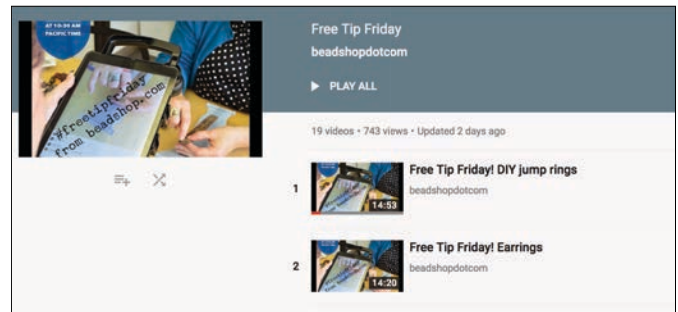 AT 10:30 AM
PACIFIC TIME
#freetipfriday
from beadshop.com
Free Tip Friday
beadshopdotcom
PLAY ALL
19 videos • 743 views • Updated 2 days ago
1
Free Tip Friday! DIY jump rings
beadshopdotcom
14:53
2
Free Tip Friday! Earrings
beadshopdotcom
14:20